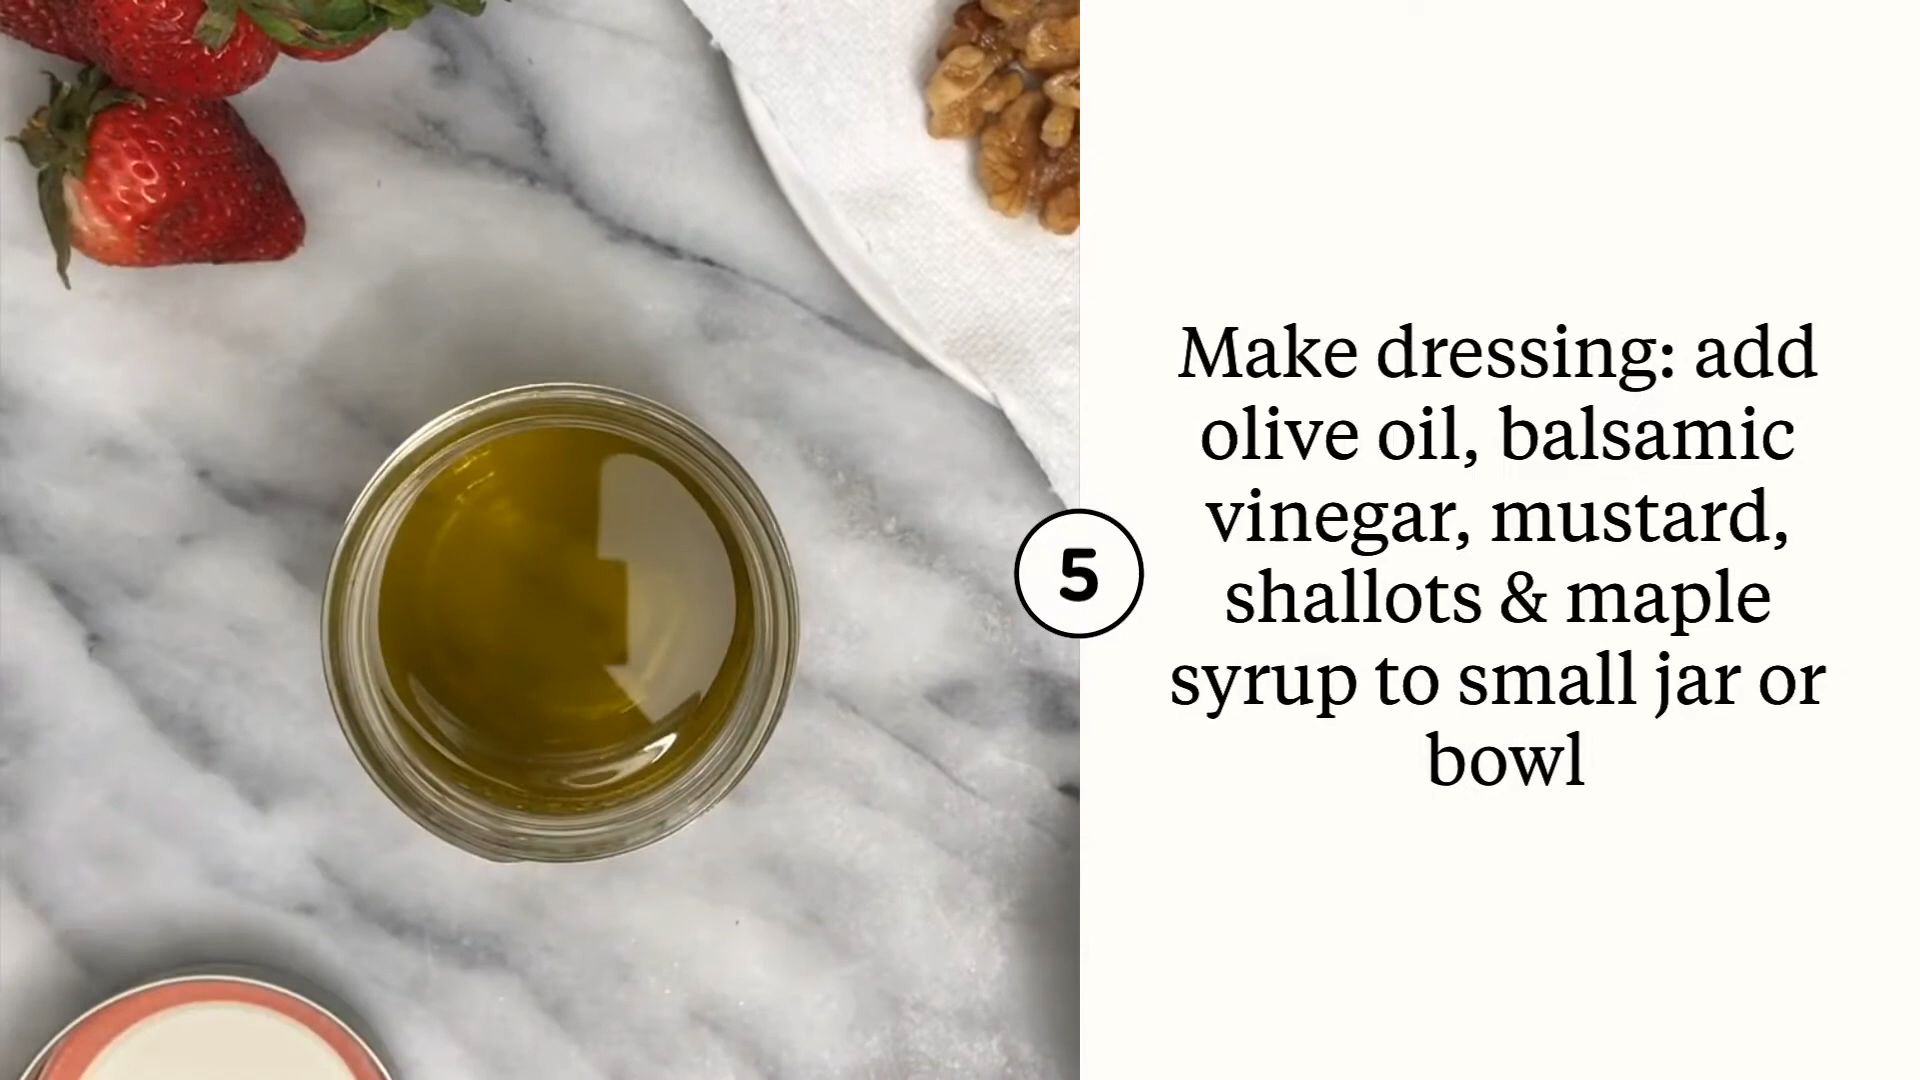 Make dressing: add
olive oil, balsamic
vinegar, mustard,
shallots & maple
syrup to small jar or
bowl
5